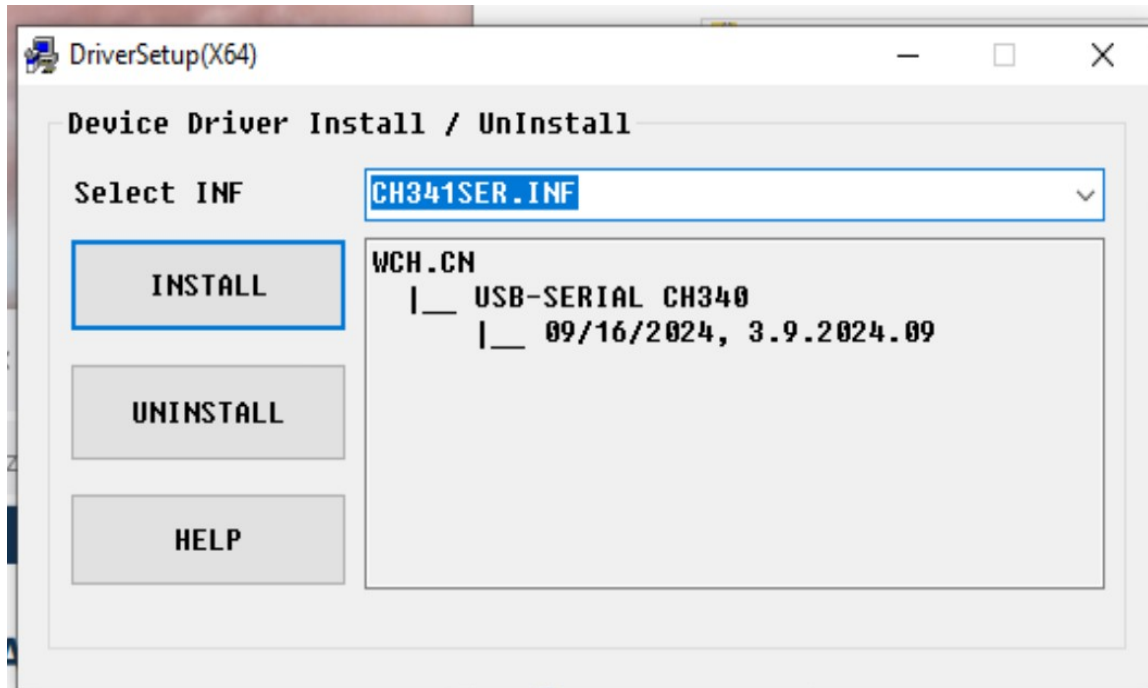 DriverSetup(X64)
Device Driver Install / UnInstall
Select INF
CH341SER.INF
INSTALL
WCH.CN
|__ USB-SERIAL CH340
|__ 09/16/2024, 3.9.2024.09
UNINSTALL
HELP